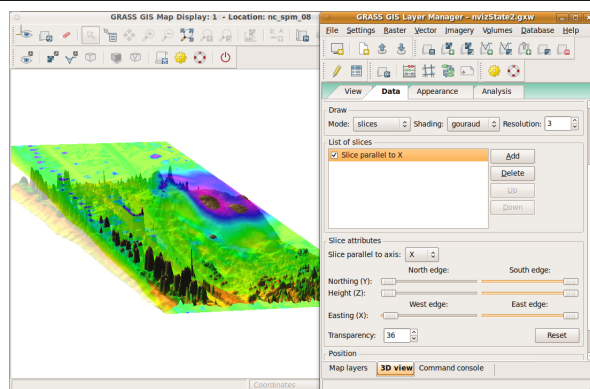 GRASS GIS Map Display: 1 - Location: nc_spm_08
GRASS GIS Layer Manager - nvizState2.gxw
File Settings Raster Vector Imagery Volumes Database Help
View Data Appearance Analysis
Draw
Mode: slices Shading: gouraud Resolution: 3
List of slices
Slice parallel to X
Add
Delete
Up
Down
Slice attributes
Slice parallel to axis: X
North edge: South edge:
Northing (Y):
Height (Z):
West edge: East edge:
Easting (X):
Transparency: 36 Reset
Position
Map layers 3D view Command console
Coordinates